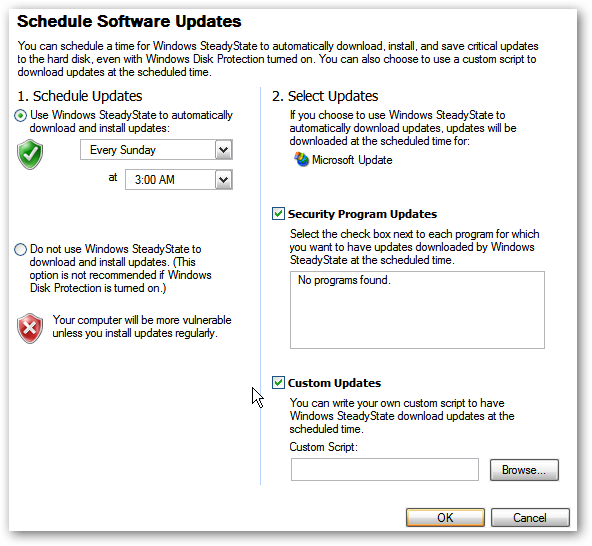 Schedule Software Updates
You can schedule a time for Windows SteadyState to automatically download, install, and save critical updates
to the hard disk, even with Windows Disk Protection turned on. You can also choose to use a custom script to
download updates at the scheduled time.
1. Schedule Updates
Use Windows SteadyState to automatically
download and install updates:
Every Sunday
at
3:00 AM
Do not use Windows SteadyState to
download and install updates. (This
option is not recommended if Windows
Disk Protection is turned on.)
Your computer will be more vulnerable
unless you install updates regularly.
2. Select Updates
If you choose to use Windows SteadyState to
automatically download updates, updates will be
downloaded at the scheduled time for:
Microsoft Update
Security Program Updates
Select the check box next to each program for which
you want to have updates downloaded by Windows
SteadyState at the scheduled time.
No programs found.
Custom Updates
You can write your own custom script to have
Windows SteadyState download updates at the
scheduled time.
Custom Script:
Browse...
OK
Cancel